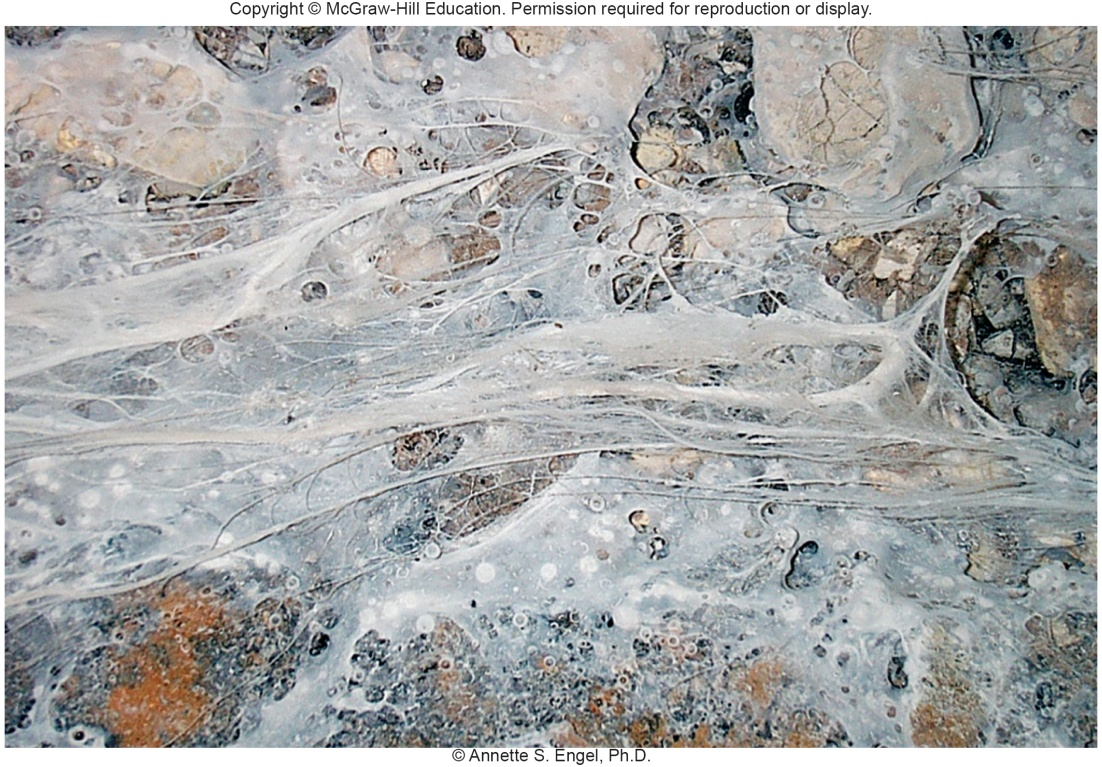 Copyright © McGraw-Hill Education. Permission required for reproduction or display.
© Annette S. Engel, Ph.D.